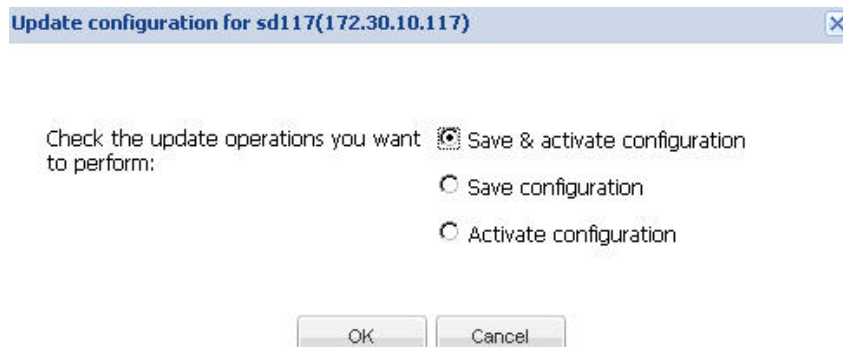 Update configuration for sd117(172.30.10.117)
Check the update operations you want
to perform:
Save & activate configuration
Save configuration
Activate configuration
OK
Cancel